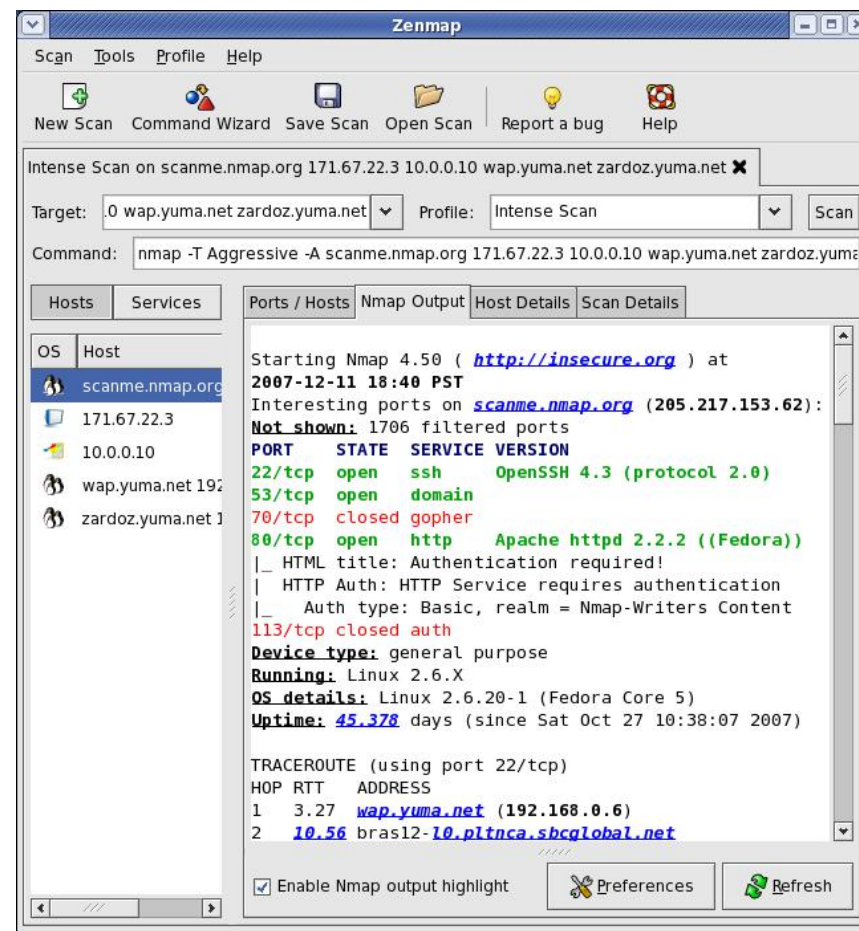 Zenmap
Scan Tools Profile Help
New Scan Command Wizard Save Scan Open Scan Report a bug Help
Intense Scan on scanme.nmap.org 171.67.22.3 10.0.0.10 wap.yuma.net zardoz.yuma.net
Target: .0 wap.yuma.net zardoz.yuma.net Profile: Intense Scan Scan
Command: nmap -T Aggressive -A scanme.nmap.org 171.67.22.3 10.0.0.10 wap.yuma.net zardoz.yuma
Hosts Services
OS Host
scanme.nmap.org
171.67.22.3
10.0.0.10
wap.yuma.net 192
zardoz.yuma.net 1
Ports / Hosts Nmap Output Host Details Scan Details
Starting Nmap 4.50 ( http://insecure.org ) at
2007-12-11 18:40 PST
Interesting ports on scanme.nmap.org (205.217.153.62):
Not shown: 1706 filtered ports
PORT STATE SERVICE VERSION
22/tcp open ssh OpenSSH 4.3 (protocol 2.0)
53/tcp open domain
70/tcp closed gopher
80/tcp open http Apache httpd 2.2.2 ((Fedora))
|_ HTML title: Authentication required!
| HTTP Auth: HTTP Service requires authentication
|_ Auth type: Basic, realm = Nmap-Writers Content
113/tcp closed auth
Device type: general purpose
Running: Linux 2.6.X
OS details: Linux 2.6.20-1 (Fedora Core 5)
Uptime: 45.378 days (since Sat Oct 27 10:38:07 2007)
TRACEROUTE (using port 22/tcp)
HOP RTT ADDRESS
1 3.27 wap.yuma.net (192.168.0.6)
2 10.56 bras12-l0.pltnca.sbcglobal.net
Enable Nmap output highlight Preferences Refresh